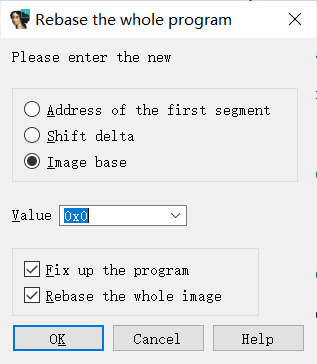 Rebase the whole program
Please enter the new
Address of the first segment
Shift delta
Image base
Value 0x0
Fix up the program
Rebase the whole image
OK Cancel Help